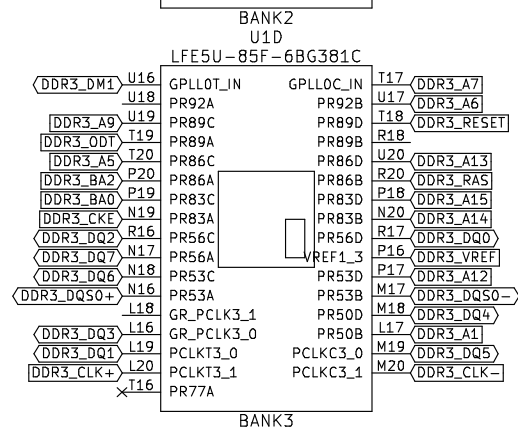 BANK2
U1D
LFE5U-85F-6BG381C
DDR3_DM1 U16 GPLL0T_IN GPLL0C_IN T17 DDR3_A7
U18 PR92A PR92B U17 DDR3_A6
DDR3_A9 U19 PR89C PR89D T18 DDR3_RESET
DDR3_ODT T19 PR89A PR89B R18
DDR3_A5 T20 PR86C PR86D U20 DDR3_A13
DDR3_BA2 P20 PR86A PR86B R20 DDR3_RAS
DDR3_BA0 P19 PR83C PR83D P18 DDR3_A15
DDR3_CKE N19 PR83A PR83B N20 DDR3_A14
DDR3_DQ2 R16 PR56C PR56D R17 DDR3_DQ0
DDR3_DQ7 N17 PR56A VREF1_3 P16 DDR3_VREF
DDR3_DQ6 N18 PR53C PR53D P17 DDR3_A12
DDR3_DQS0+ N16 PR53A PR53B M17 DDR3_DQS0-
L18 GR_PCLK3_1 PR50D M18 DDR3_DQ4
DDR3_DQ3 L16 GR_PCLK3_0 PR50B L17 DDR3_A1
DDR3_DQ1 L19 PCLKT3_0 PCLKC3_0 M19 DDR3_DQ5
DDR3_CLK+ L20 PCLKT3_1 PCLKC3_1 M20 DDR3_CLK-
T16 PR77A
BANK3